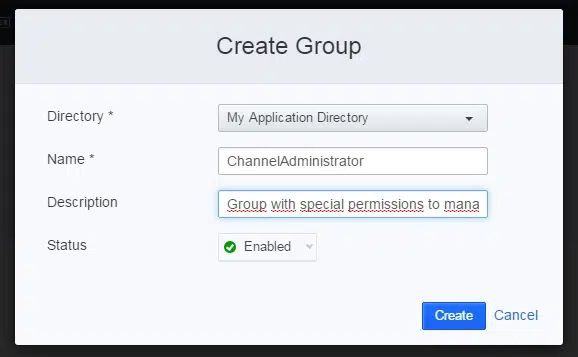 Create Group
Directory * My Application Directory
Name * ChannelAdministrator
Description Group with special permissions to mana
Status Enabled
Create Cancel